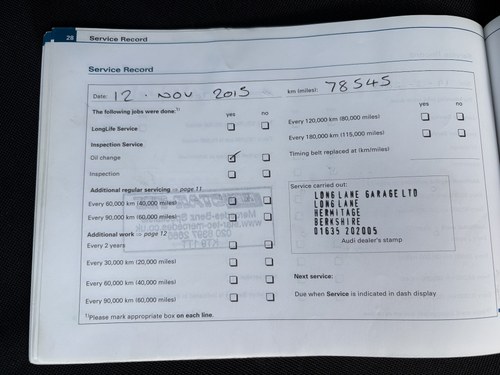 28 Service Record
Service Record
Date: 12 · NOV 2015 km (miles): 78545
The following jobs were done:1) yes no yes no
LongLife Service ☐ ☐ Every 120,000 km (80,000 miles) ☐ ☐
Every 180,000 km (115,000 miles) ☐ ☐
Inspection Service
Oil change ☑ ☐ Timing belt replaced at (km/miles):
Inspection ☐ ☐
Additional regular servicing ⇒ page 11
Every 60,000 km (40,000 miles) ☐ ☐
Every 90,000 km (60,000 miles) ☐ ☐
Additional work ⇒ page 12
Every 2 years ☐ ☐
Every 30,000 km (20,000 miles) ☐ ☐
Every 60,000 km (40,000 miles) ☐ ☐
Every 90,000 km (60,000 miles) ☐ ☐
1)Please mark appropriate box on each line.
Service carried out:
LONG LANE GARAGE LTD
LONG LANE
HERMITAGE
BERKSHIRE
01635 202005
Audi dealer's stamp
Next service:
Due when Service is indicated in dash display